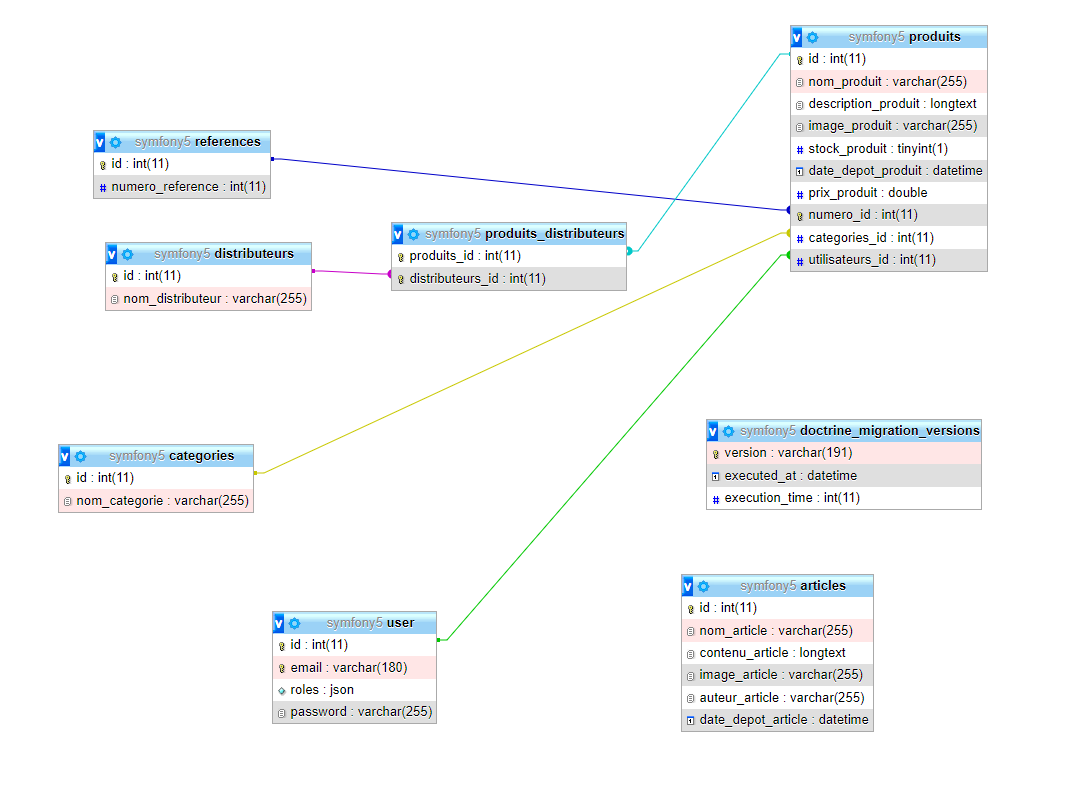 symfony5 produits
id : int(11)
nom_produit : varchar(255)
description_produit : longtext
image_produit : varchar(255)
stock_produit : tinyint(1)
date_depot_produit : datetime
prix_produit : double
numero_id : int(11)
categories_id : int(11)
utilisateurs_id : int(11)
symfony5 references
id : int(11)
numero_reference : int(11)
symfony5 produits_distributeurs
produits_id : int(11)
distributeurs_id : int(11)
symfony5 distributeurs
id : int(11)
nom_distributeur : varchar(255)
symfony5 doctrine_migration_versions
version : varchar(191)
executed_at : datetime
execution_time : int(11)
symfony5 categories
id : int(11)
nom_categorie : varchar(255)
symfony5 articles
id : int(11)
nom_article : varchar(255)
contenu_article : longtext
image_article : varchar(255)
auteur_article : varchar(255)
date_depot_article : datetime
symfony5 user
id : int(11)
email : varchar(180)
roles : json
password : varchar(255)